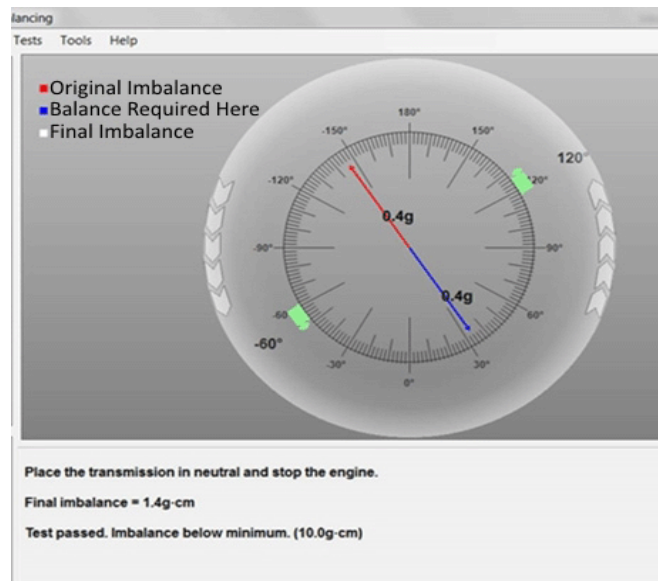 lancing
Tests Tools Help
Original Imbalance
Balance Required Here
Final Imbalance
180°
-150° 150°
120°
-120° 120°
0.4g
-90° 90°
0.4g
-60 60°
-60°
-30° 30°
0°
Place the transmission in neutral and stop the engine.
Final imbalance = 1.4g-cm
Test passed. Imbalance below minimum. (10.0g-cm)